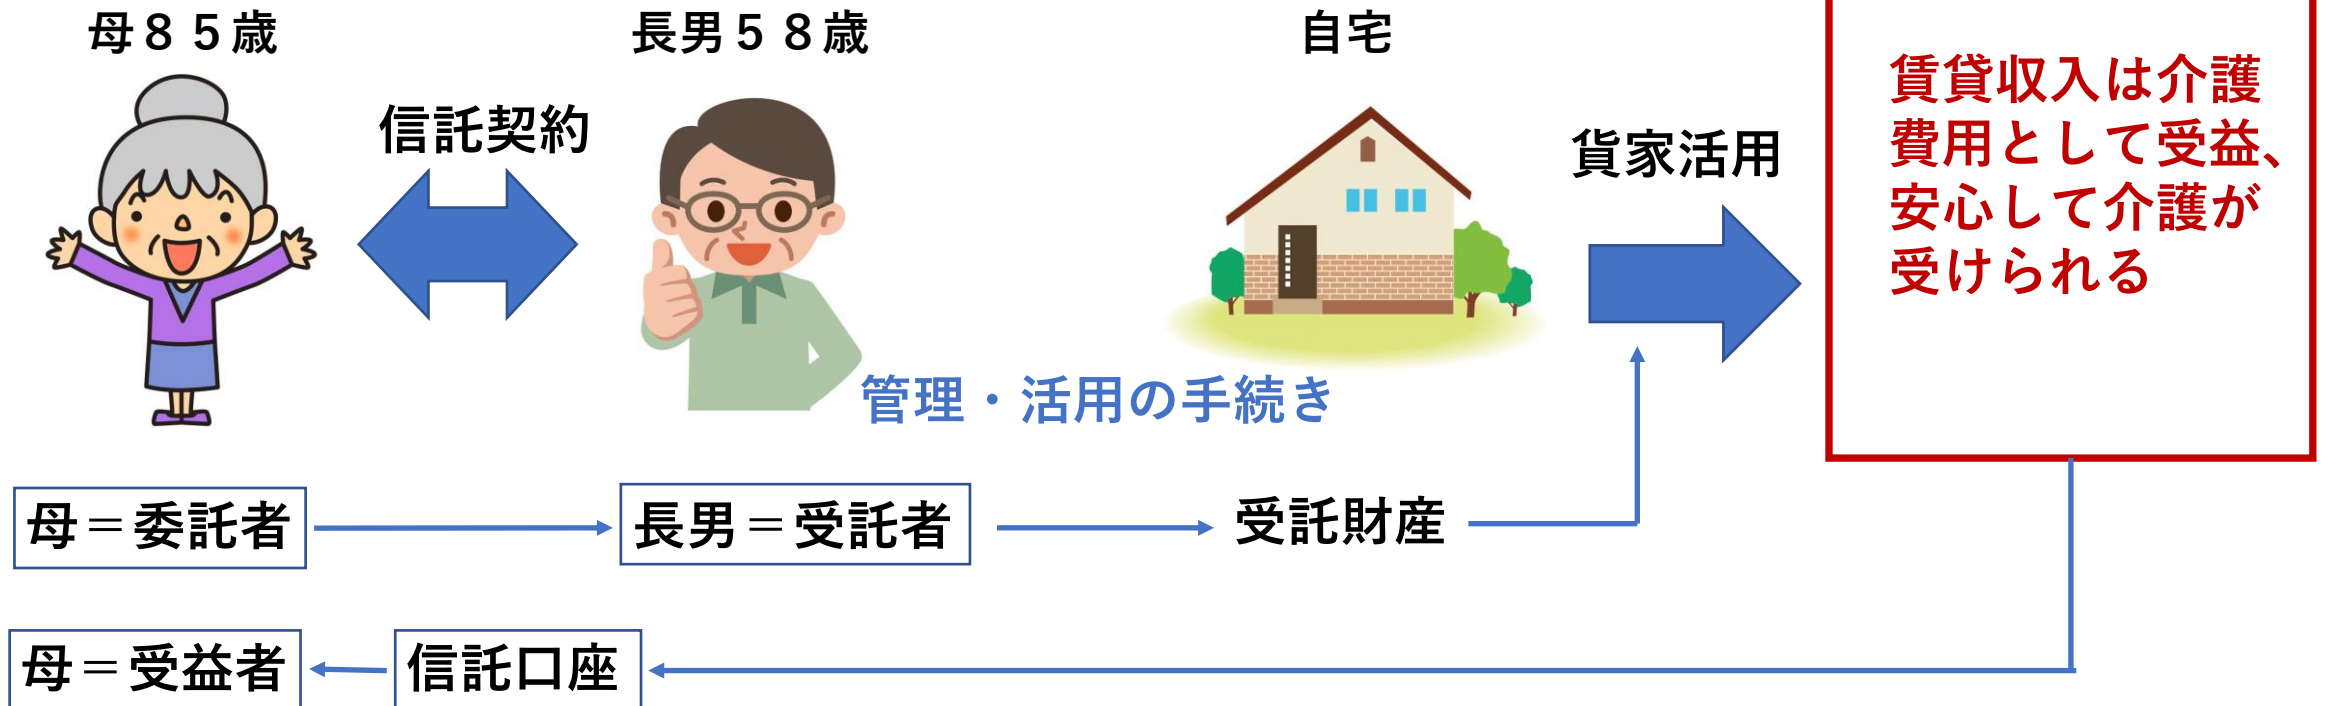 母８５歳
長男５８歳
自宅
信託契約
貨家活用
賃貸収入は介護
費用として受益、
安心して介護が
受けられる
管理・活用の手続き
母＝委託者
長男＝受託者
受託財産
母＝受益者
信託口座